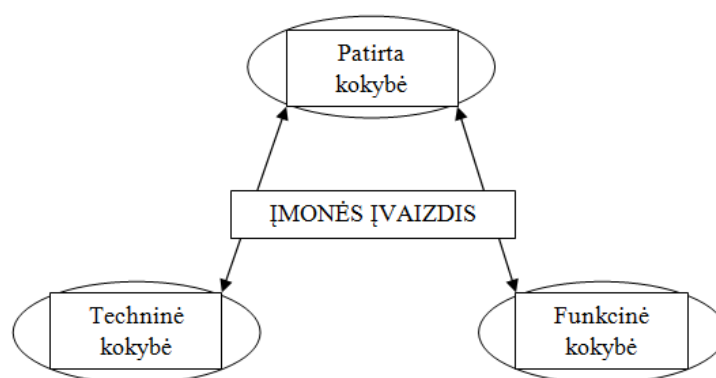 Patirta
kokybė
ĮMONĖS ĮVAIZDIS
Techninė
kokybė
Funkcinė
kokybė